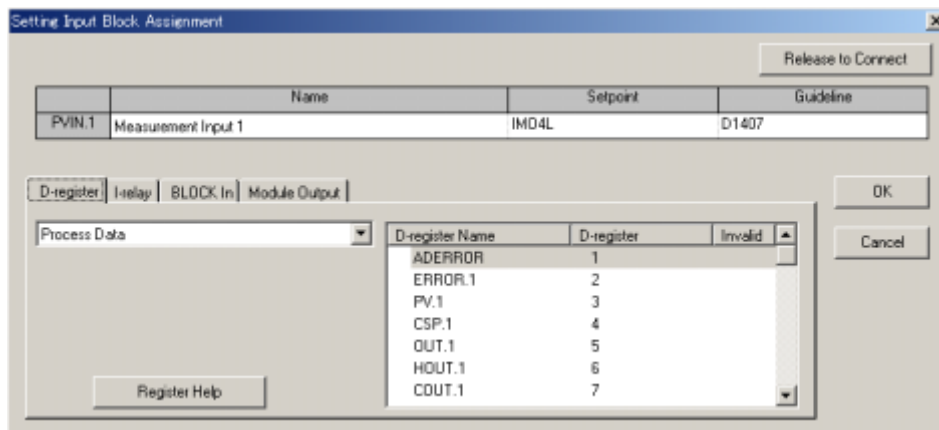 Setting Input Block Assignment
Release to Connect
Name Setpoint Guideline
PVIN.1 Measurement Input 1 IMO4L D1407
D-register I-relay BLOCK In Module Output
OK
Process Data
D-register Name D-register Invalid
Cancel
ADERROR 1
ERROR.1 2
PV.1 3
CSP.1 4
OUT.1 5
HOUT.1 6
COUT.1 7
Register Help